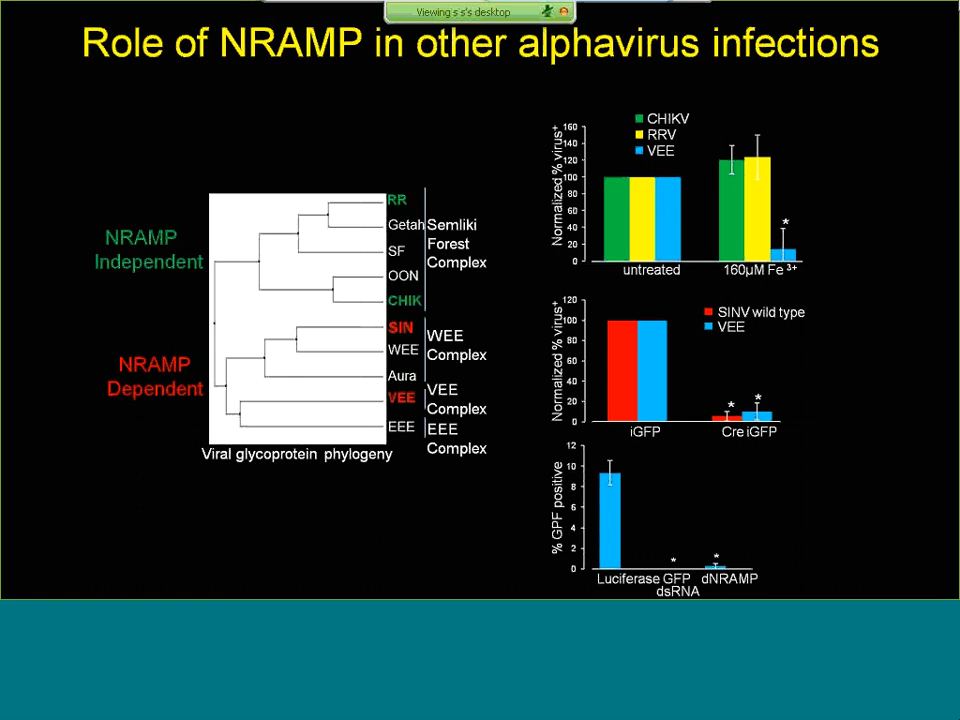 Viewing s s's desktop
Role of NRAMP in other alphavirus infections
NRAMP
Independent
NRAMP
Dependent
RR
Getah
SF
OON
CHIK
SIN
WEE
Aura
VEE
EEE
Semliki
Forest
Complex
WEE
Complex
VEE
Complex
EEE
Complex
Viral glycoprotein phylogeny
CHIKV
RRV
VEE
Normalized % virus+
160
140
120
100
80
60
40
20
0
*
untreated
160µM Fe 3+
SINV wild type
VEE
Normalized % virus+
120
100
80
60
40
20
0
* *
iGFP
Cre iGFP
% GPF positive
12
10
8
6
4
2
0
* *
Luciferase GFP dNRAMP
dsRNA